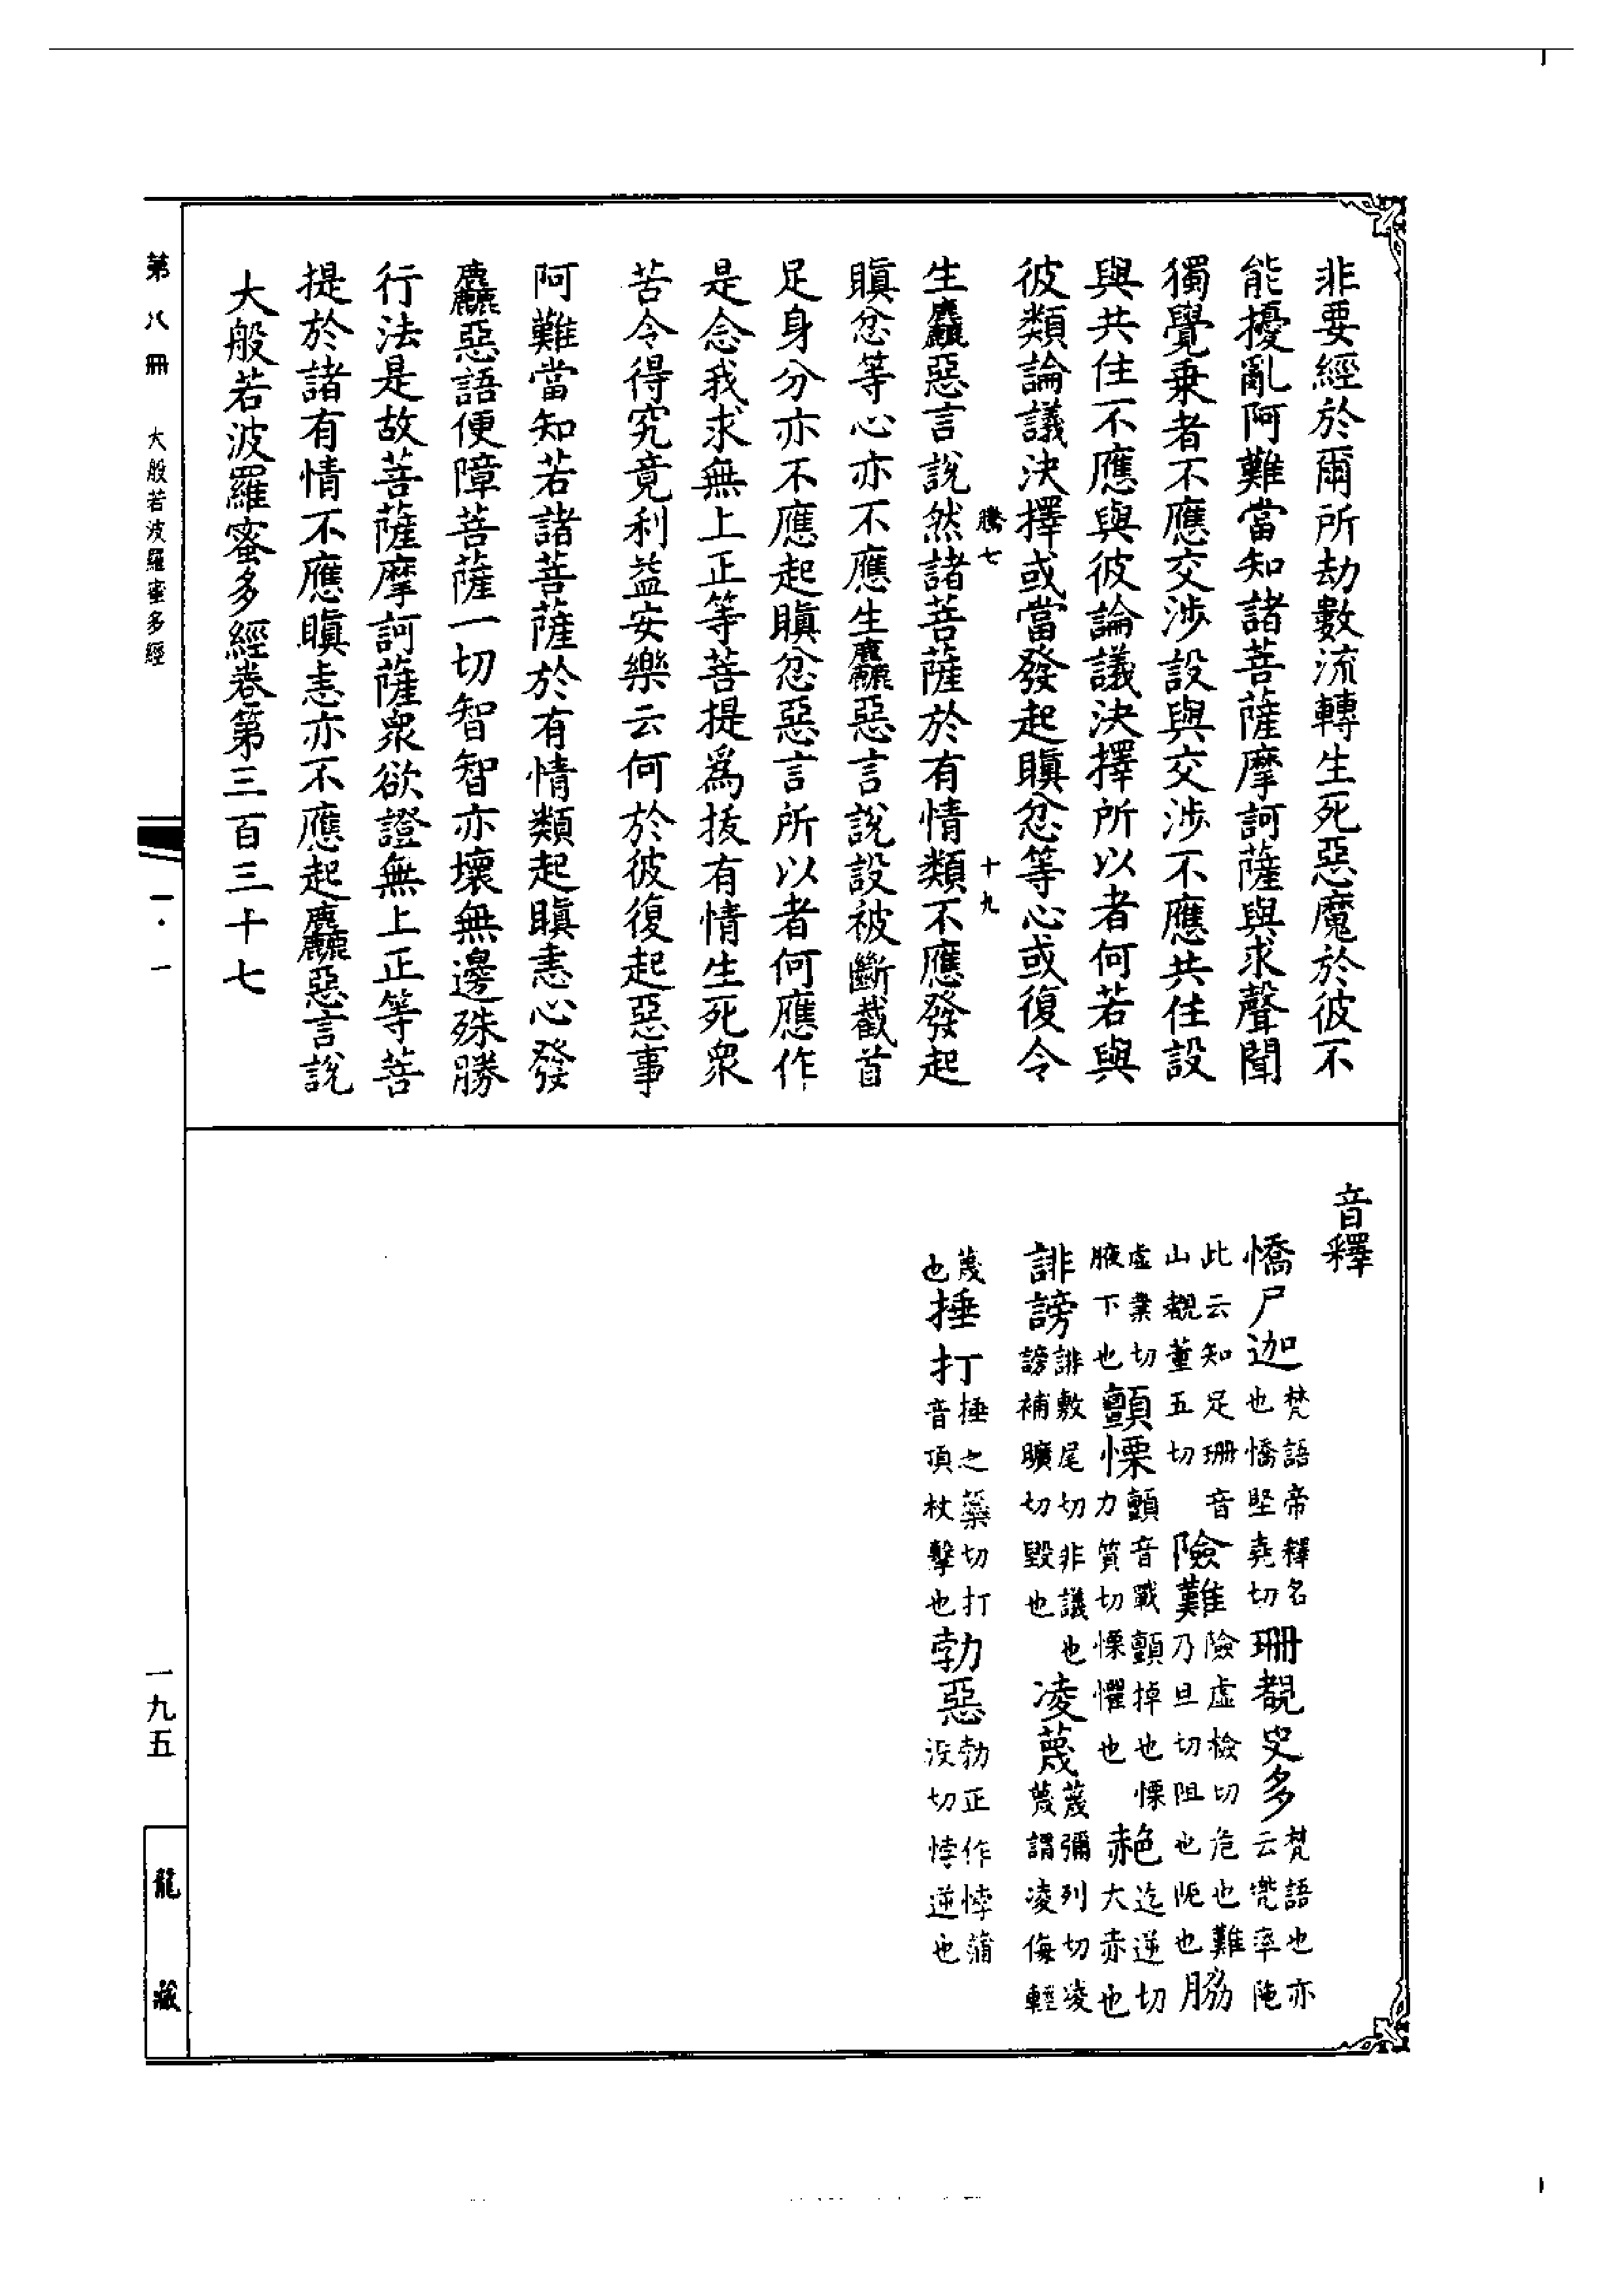 非要經於爾所劫數流轉生死惡魔於彼不
能擾亂阿難當知諸菩薩摩訶薩與求聲聞
獨覺乗者不應交涉設與交涉不應共住設
與共住不應與彼論議決擇所以者何若與
彼類論議決擇或當發起瞋忿等心或復令
生麤惡言說然諸菩薩於有情類不應發起
騰七 十九
瞋忿等心亦不應生麤惡言說設被斷截首
足身分亦不應起瞋忿惡言所以者何應作
是念我求無上正等菩提爲拔有情生死衆
苦令得究竟利益安樂云何於彼復起惡事
阿難當知若諸菩薩於有情類起瞋恚心發
麤惡語便障菩薩一切智智亦壞無邊殊勝
行法是故菩薩摩訶薩衆欲證無上正等菩
提於諸有情不應瞋恚亦不應起麤惡言說
大般若波羅蜜多經卷第三百三十七
音釋
憍尸迦 梵語帝釋名也憍堅堯切 珊覩史多 梵語也亦云兠率陁
此云知足珊音山覩董五切 險難 險虛檢切危也難乃旦切阻也阸也 脇
虛業切腋下也 顫慄 顫音戰顫掉也慄力質切慄懼也 赩 迄逆切大赤也
誹謗 誹敷尾切非議也謗補曠切毀也 凌蔑 蔑彌列切凌蔑謂凌侮輕
蔑也 捶打 捶之蘂切打音頂杖擊也 勃惡 勃正作悖蒲沒切悖逆也
第八冊 大般若波羅蜜多經 一·一 一九五 龍藏